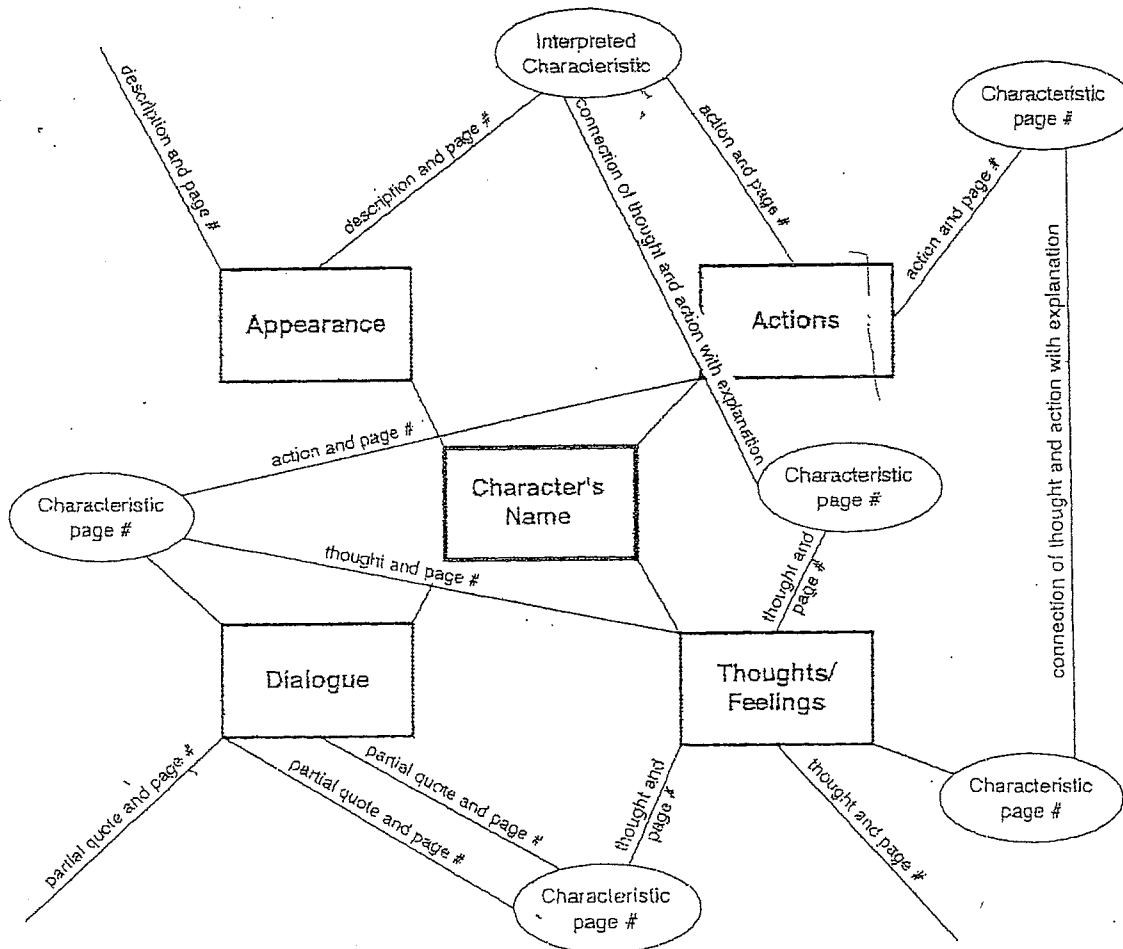 Interpreted
Characteristic
Characteristic
page #
description and page #
description and page #
connection of thought and action with explanation
action and page #
action and page #
Appearance
Actions
connection of thought and action with explanation
action and page #
Character's
Name
Characteristic
page #
Characteristic
page #
thought and page #
thought and
page #
Dialogue
Thoughts/
Feelings
partial quote and page #
partial quote and page #
partial quote and page #
thought and
page #
thought and page #
Characteristic
page #
Characteristic
page #